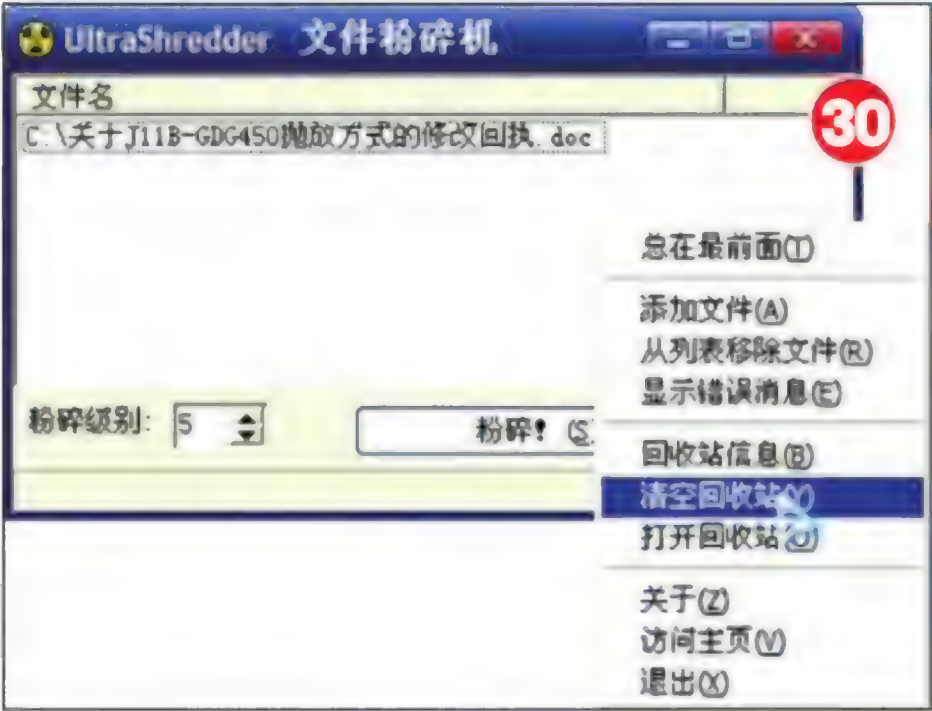 UltraShredder 文件粉碎机
文件名
30
C:\关于J11B-GDG450抛放方式的修改回执.doc
总在最前面(T)
添加文件(A)
从列表移除文件(R)
显示错误消息(E)
粉碎级别: 5
粉碎! (S
回收站信息(B)
清空回收站(Y)
打开回收站(O)
关于(Z)
访问主页(V)
退出(X)